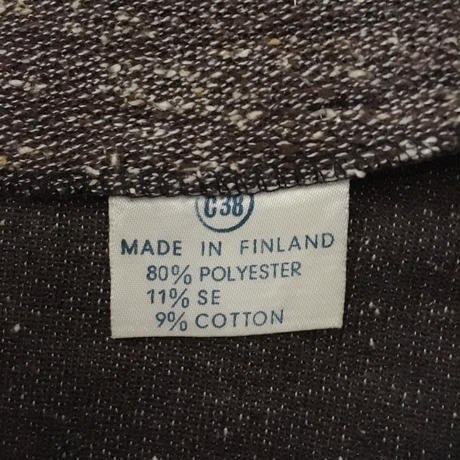 C38
MADE IN FINLAND
80% POLYESTER
11% SE
9% COTTON